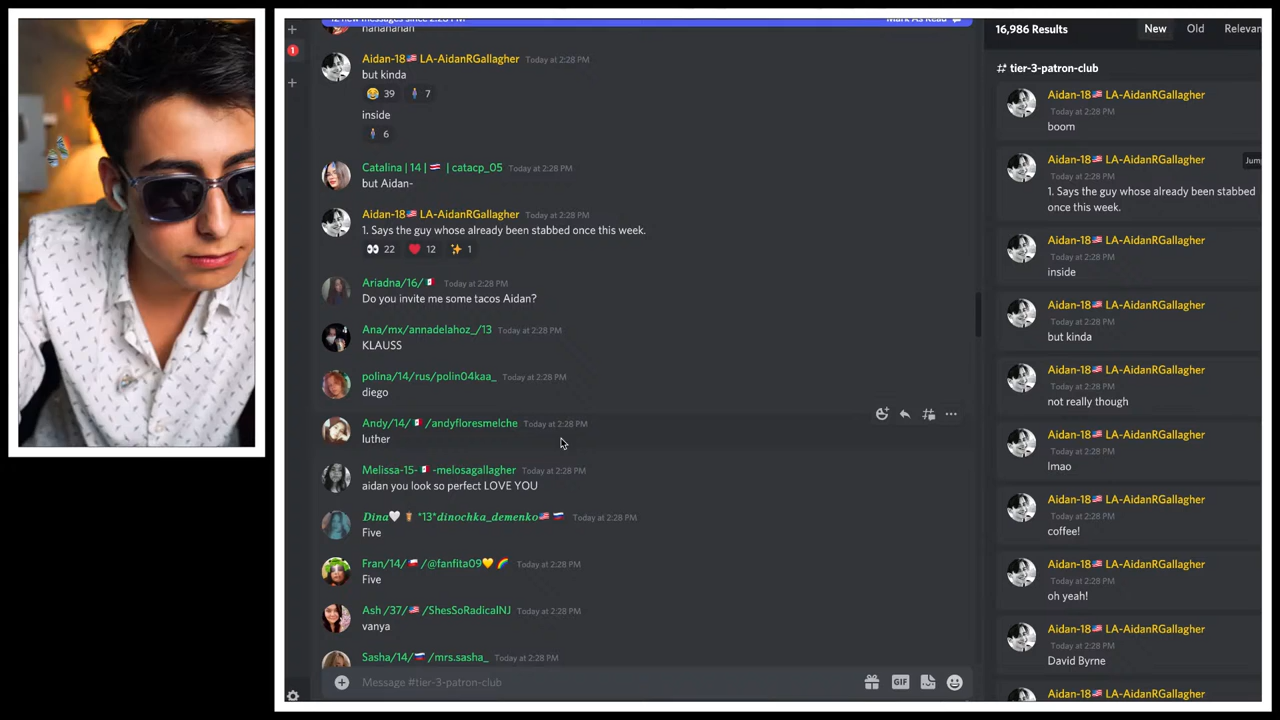 12 new messages since 2:28 PM
Mark As Read
hahahahah
Aidan-18🇺🇸 LA-AidanRGallagher Today at 2:28 PM
but kinda
😂 39 🧍 7
inside
🧍 6
Catalina | 14 | 🇨🇷 | catacp_05 Today at 2:28 PM
but Aidan-
Aidan-18🇺🇸 LA-AidanRGallagher Today at 2:28 PM
1. Says the guy whose already been stabbed once this week.
👀 22 ❤️ 12 ✨ 1
Ariadna/16/🇲🇽 Today at 2:28 PM
Do you invite me some tacos Aidan?
Ana/mx/annadelahoz_/13 Today at 2:28 PM
KLAUSS
polina/14/rus/polin04kaa_ Today at 2:28 PM
diego
Andy/14/🇲🇽/andyfloresmelche Today at 2:28 PM
luther
Melissa-15-🇲🇽-melosagallagher Today at 2:28 PM
aidan you look so perfect LOVE YOU
Dina🤍 *13*dinochka_demenko🇺🇸 🇷🇺 Today at 2:28 PM
Five
Fran/14/🇨🇱/@fanfita09💛🌈 Today at 2:28 PM
Five
Ash /37/🇺🇸/ShesSoRadicalNJ Today at 2:28 PM
vanya
Sasha/14/🇷🇺/mrs.sasha_ Today at 2:28 PM
Message #tier-3-patron-club
GIF
1
16,986 Results
New
Old
Relevan
# tier-3-patron-club
Aidan-18🇺🇸 LA-AidanRGallagher
Today at 2:28 PM
boom
Aidan-18🇺🇸 LA-AidanRGallagher
Jum
Today at 2:28 PM
1. Says the guy whose already been stabbed
once this week.
Aidan-18🇺🇸 LA-AidanRGallagher
Today at 2:28 PM
inside
Aidan-18🇺🇸 LA-AidanRGallagher
Today at 2:28 PM
but kinda
Aidan-18🇺🇸 LA-AidanRGallagher
Today at 2:28 PM
not really though
Aidan-18🇺🇸 LA-AidanRGallagher
Today at 2:28 PM
lmao
Aidan-18🇺🇸 LA-AidanRGallagher
Today at 2:28 PM
coffee!
Aidan-18🇺🇸 LA-AidanRGallagher
Today at 2:28 PM
oh yeah!
Aidan-18🇺🇸 LA-AidanRGallagher
Today at 2:28 PM
David Byrne
Aidan-18🇺🇸 LA-AidanRGallagher